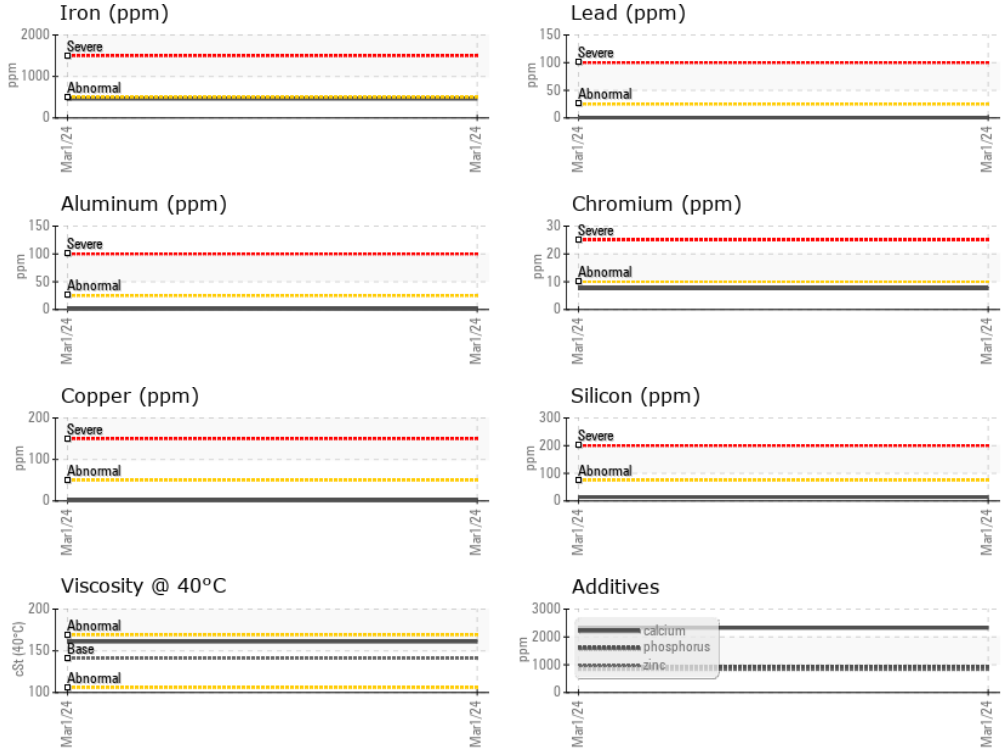 Iron (ppm)
2000
1000
0
ppm
Severe
Abnormal
Mar1/24
Mar1/24
Lead (ppm)
150
100
50
0
ppm
Severe
Abnormal
Mar1/24
Mar1/24
Aluminum (ppm)
150
100
50
0
ppm
Severe
Abnormal
Mar1/24
Mar1/24
Chromium (ppm)
30
20
10
0
ppm
Severe
Abnormal
Mar1/24
Mar1/24
Copper (ppm)
200
100
0
ppm
Severe
Abnormal
Mar1/24
Mar1/24
Silicon (ppm)
300
200
100
0
ppm
Severe
Abnormal
Mar1/24
Mar1/24
Viscosity @ 40°C
200
150
100
cSt (40°C)
Abnormal
Base
Abnormal
Mar1/24
Mar1/24
Additives
3000
2000
1000
0
ppm
calcium
phosphorus
zinc
Mar1/24
Mar1/24